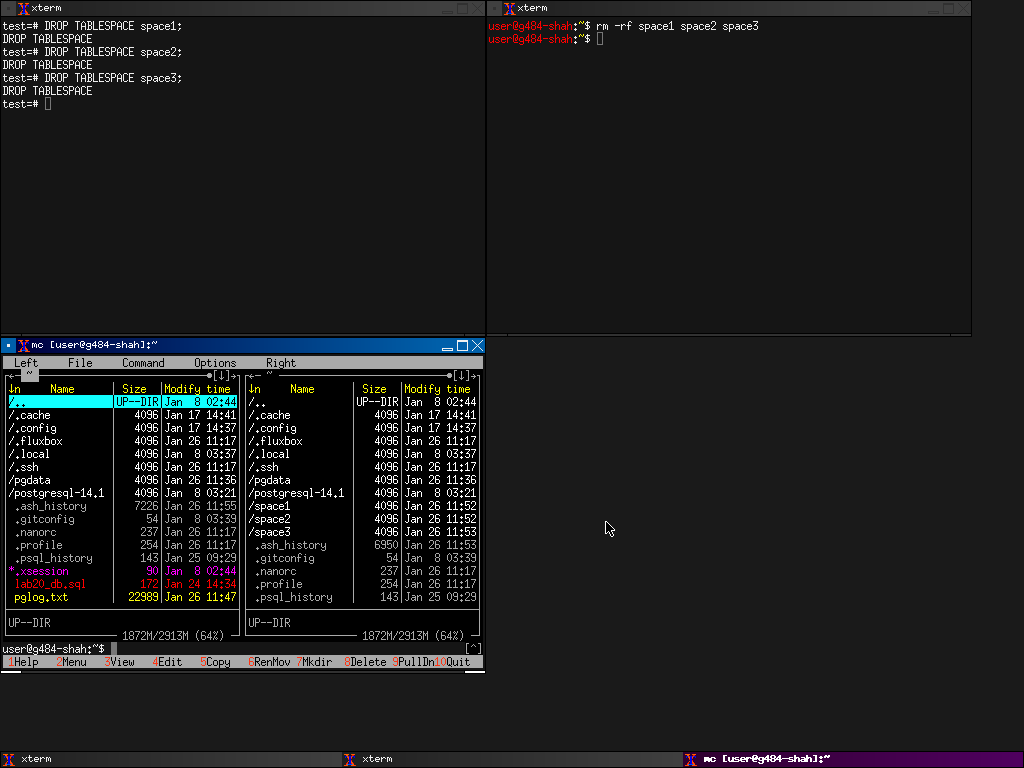 xterm
test=# DROP TABLESPACE space1;
DROP TABLESPACE
test=# DROP TABLESPACE space2;
DROP TABLESPACE
test=# DROP TABLESPACE space3;
DROP TABLESPACE
test=#
xterm
user@g484-shah:~$ rm -rf space1 space2 space3
user@g484-shah:~$
mc [user@g484-shah]:~
Left File Command Options Right
~ [↓] ~ [↓]
↓n Name Size Modify time ↓n Name Size Modify time
/.. UP--DIR Jan 8 02:44 /.. UP--DIR Jan 8 02:44
/.cache 4096 Jan 17 14:41 /.cache 4096 Jan 17 14:41
/.config 4096 Jan 17 14:37 /.config 4096 Jan 17 14:37
/.fluxbox 4096 Jan 26 11:17 /.fluxbox 4096 Jan 26 11:17
/.local 4096 Jan 8 03:37 /.local 4096 Jan 8 03:37
/.ssh 4096 Jan 26 11:17 /.ssh 4096 Jan 26 11:17
/pgdata 4096 Jan 26 11:36 /pgdata 4096 Jan 26 11:36
/postgresql-14.1 4096 Jan 8 03:21 /postgresql-14.1 4096 Jan 8 03:21
.ash_history 7226 Jan 26 11:55 /space1 4096 Jan 26 11:52
.gitconfig 54 Jan 8 03:39 /space2 4096 Jan 26 11:52
.nanorc 237 Jan 26 11:17 /space3 4096 Jan 26 11:53
.profile 254 Jan 26 11:17 .ash_history 6950 Jan 26 11:53
.psql_history 143 Jan 25 09:29 .gitconfig 54 Jan 8 03:39
*.xsession 90 Jan 8 02:44 .nanorc 237 Jan 26 11:17
lab20_db.sql 172 Jan 24 14:34 .profile 254 Jan 26 11:17
pglog.txt 22989 Jan 26 11:47 .psql_history 143 Jan 25 09:29
UP--DIR UP--DIR
1872M/2913M (64%) 1872M/2913M (64%)
user@g484-shah:~$ [^]
1Help 2Menu 3View 4Edit 5Copy 6RenMov 7Mkdir 8Delete 9PullDn 10Quit
xterm xterm mc [user@g484-shah]:~